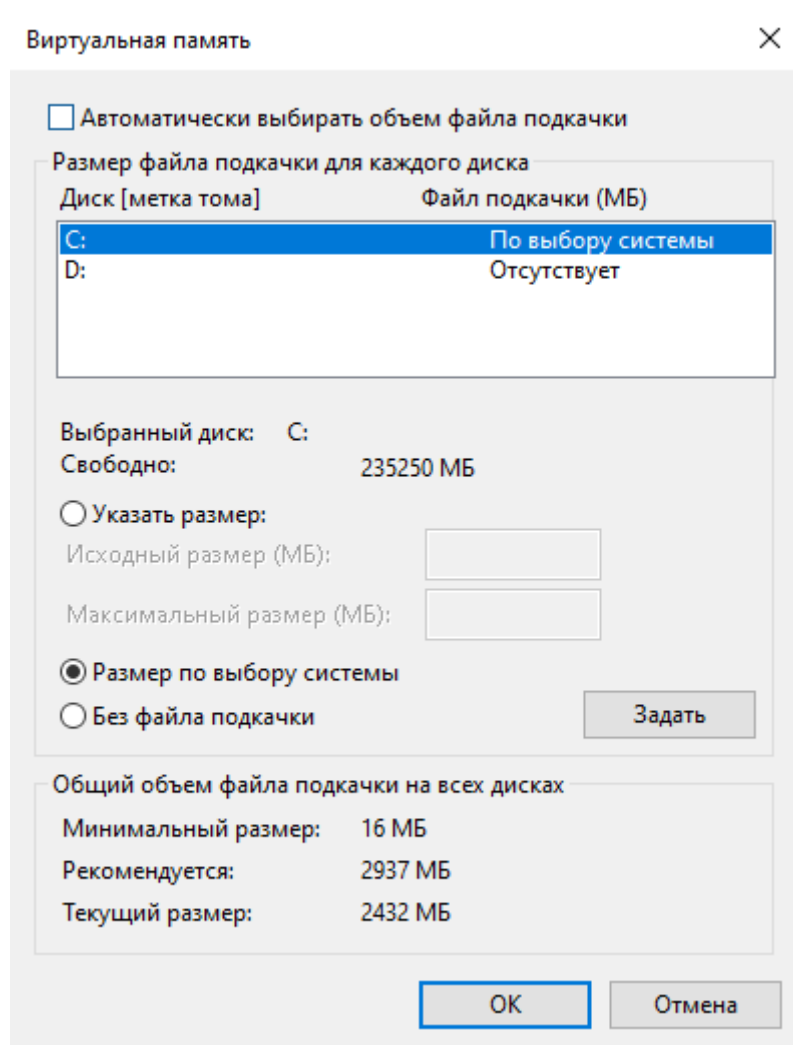 Виртуальная память
Автоматически выбирать объем файла подкачки
Размер файла подкачки для каждого диска
Диск [метка тома] Файл подкачки (МБ)
C: По выбору системы
D: Отсутствует
Выбранный диск: C:
Свободно: 235250 МБ
Указать размер:
Исходный размер (МБ):
Максимальный размер (МБ):
Размер по выбору системы
Без файла подкачки Задать
Общий объем файла подкачки на всех дисках
Минимальный размер: 16 МБ
Рекомендуется: 2937 МБ
Текущий размер: 2432 МБ
ОК Отмена